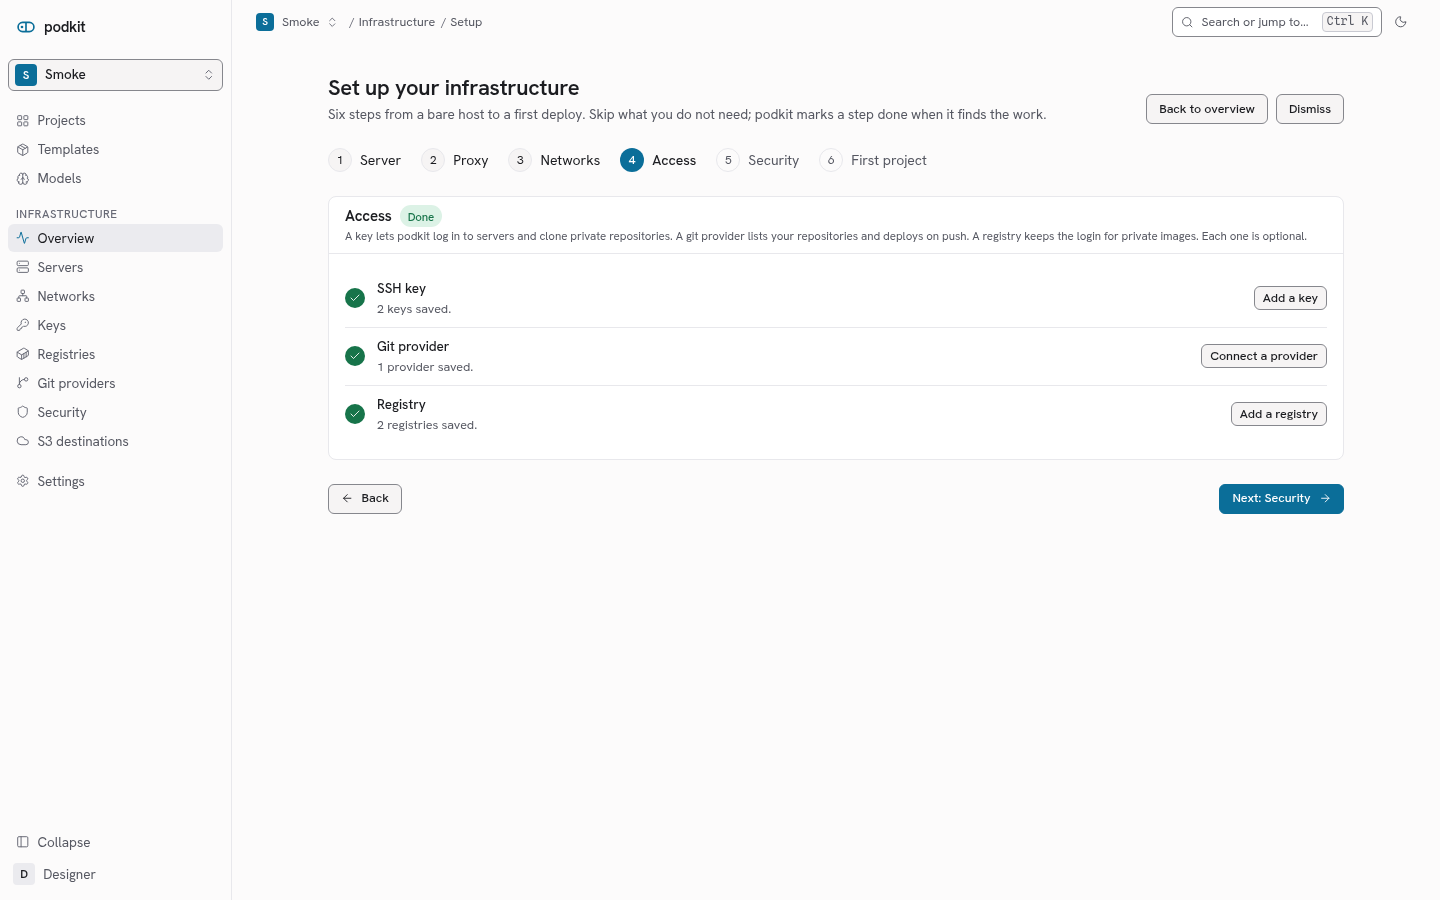 podkit
S Smoke
Projects
Templates
Models
INFRASTRUCTURE
Overview
Servers
Networks
Keys
Registries
Git providers
Security
S3 destinations
Settings
Collapse
D Designer
S Smoke / Infrastructure / Setup
Search or jump to... Ctrl K
Set up your infrastructure
Six steps from a bare host to a first deploy. Skip what you do not need; podkit marks a step done when it finds the work.
Back to overview Dismiss
1 Server 2 Proxy 3 Networks 4 Access 5 Security 6 First project
Access Done
A key lets podkit log in to servers and clone private repositories. A git provider lists your repositories and deploys on push. A registry keeps the login for private images. Each one is optional.
SSH key
2 keys saved.
Add a key
Git provider
1 provider saved.
Connect a provider
Registry
2 registries saved.
Add a registry
Back
Next: Security